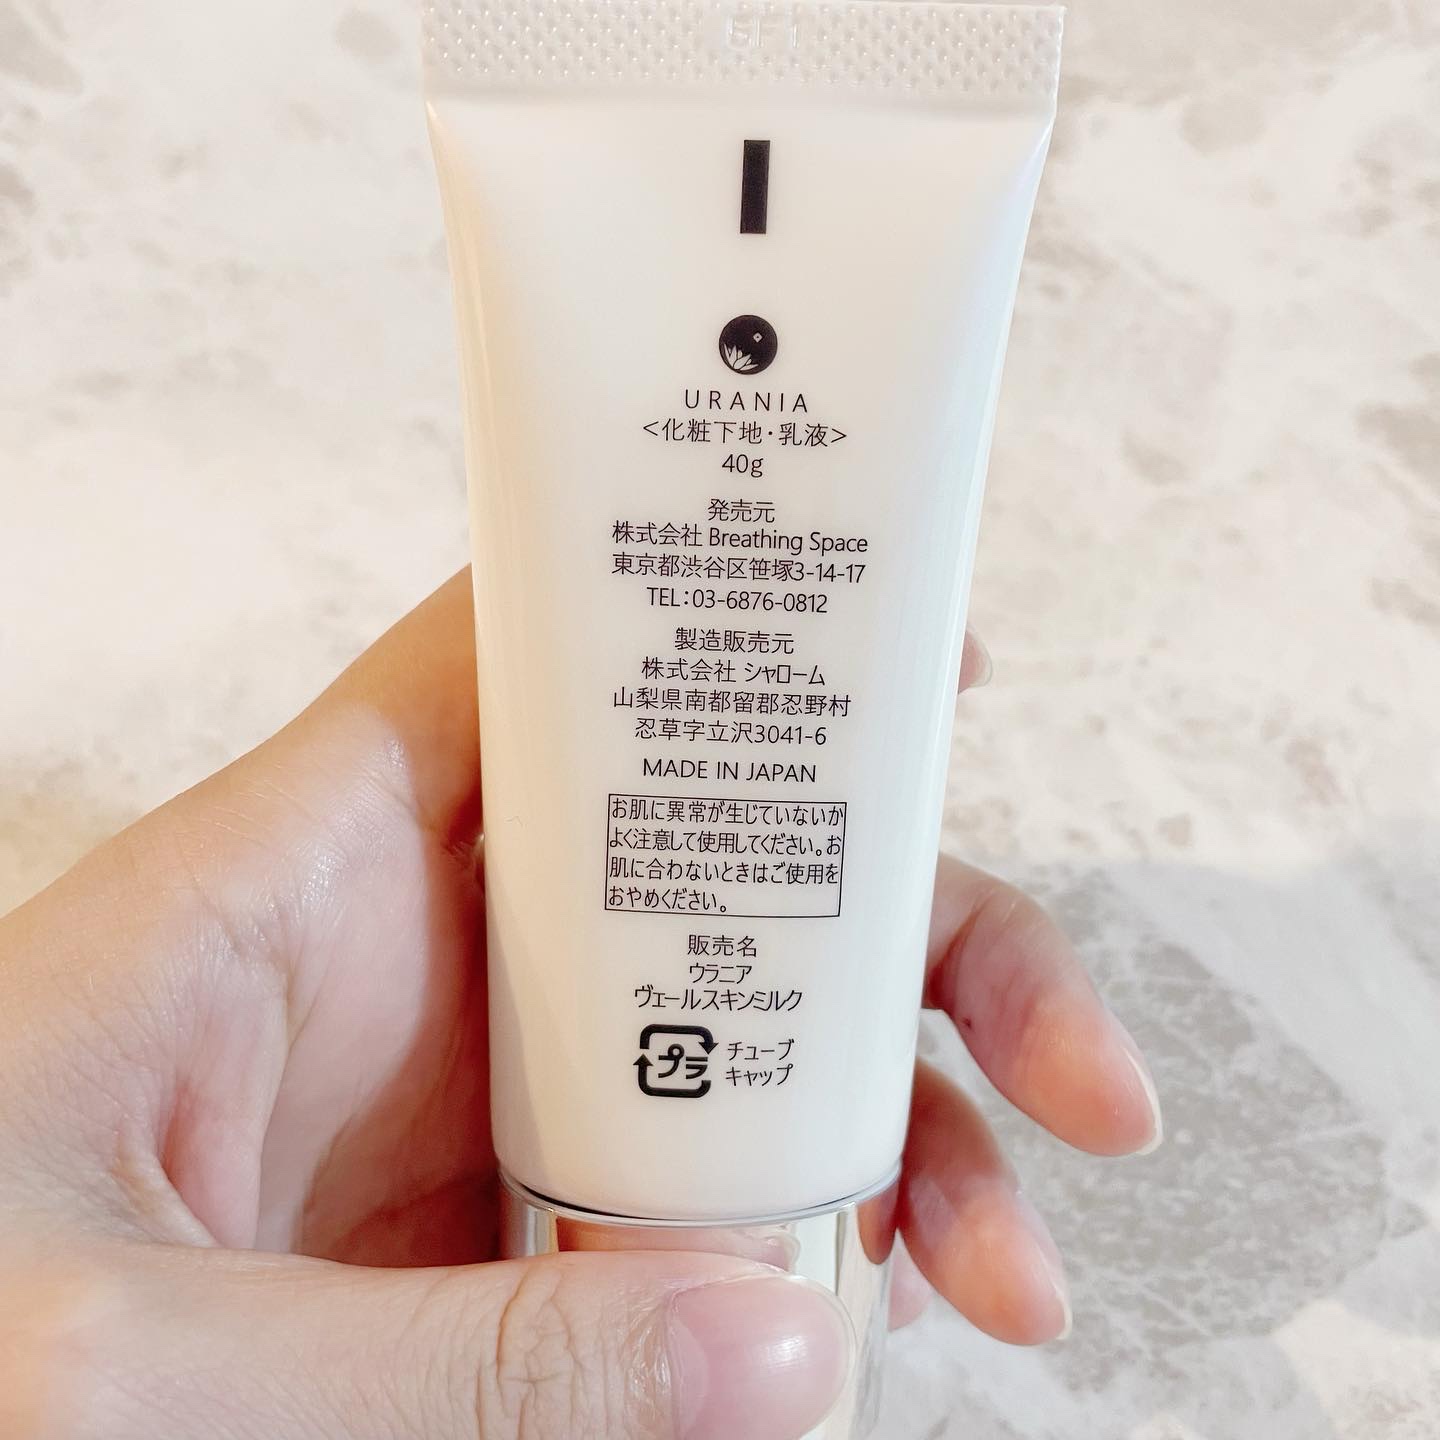 URANIA
<化粧下地・乳液>
40g
発売元
株式会社 Breathing Space
東京都渋谷区笹塚3-14-17
TEL:03-6876-0812
製造販売元
株式会社 シャローム
山梨県南都留郡忍野村
忍草字立沢3041-6
MADE IN JAPAN
お肌に異常が生じていないか
よく注意して使用してください。お
肌に合わないときはご使用を
おやめください。
販売名
ウラニア
ヴェールスキンミルク
プラ チューブ
キャップ